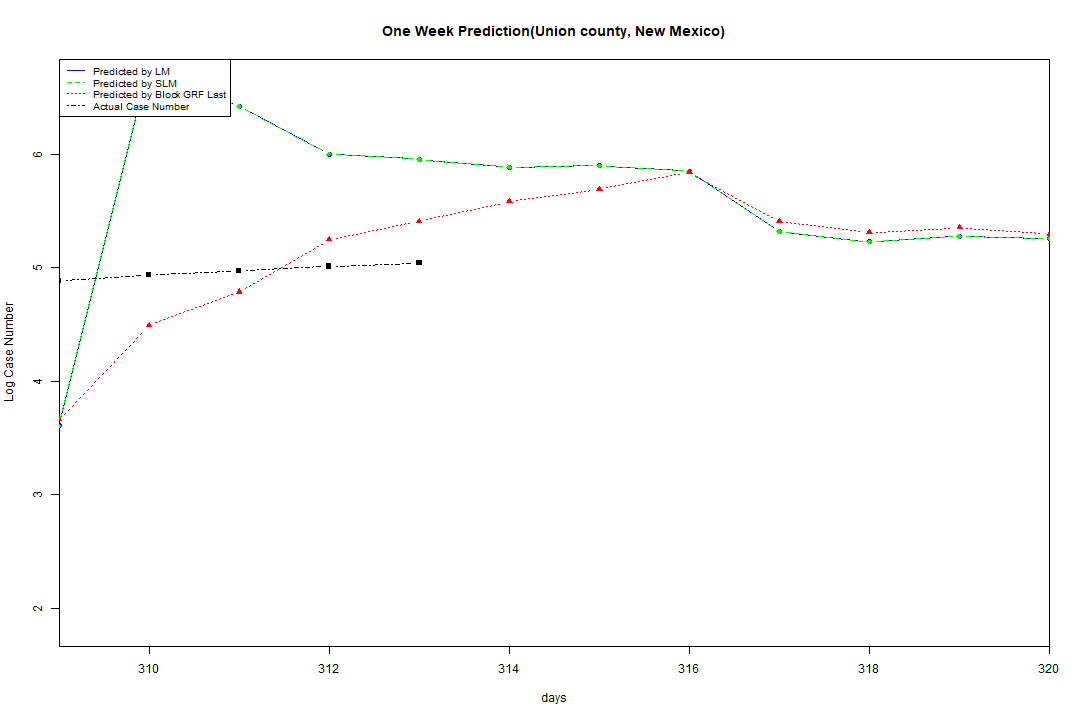 One Week Prediction(Union county, New Mexico)
Predicted by LM
Predicted by SLM
Predicted by Block GRF Last
Actual Case Number
6
5
4
3
2
Log Case Number
310 312 314 316 318 320
days